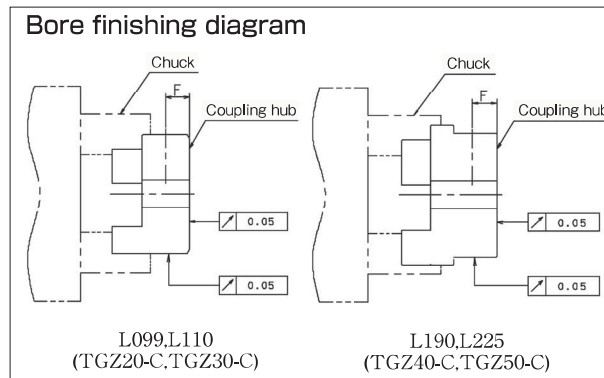 Bore finishing diagram
Chuck
F
Coupling hub
↗ 0.05
↗ 0.05
L099,L110
(TGZ20-C,TGZ30-C)
Chuck
F
Coupling hub
↗ 0.05
↗ 0.05
L190,L225
(TGZ40-C,TGZ50-C)